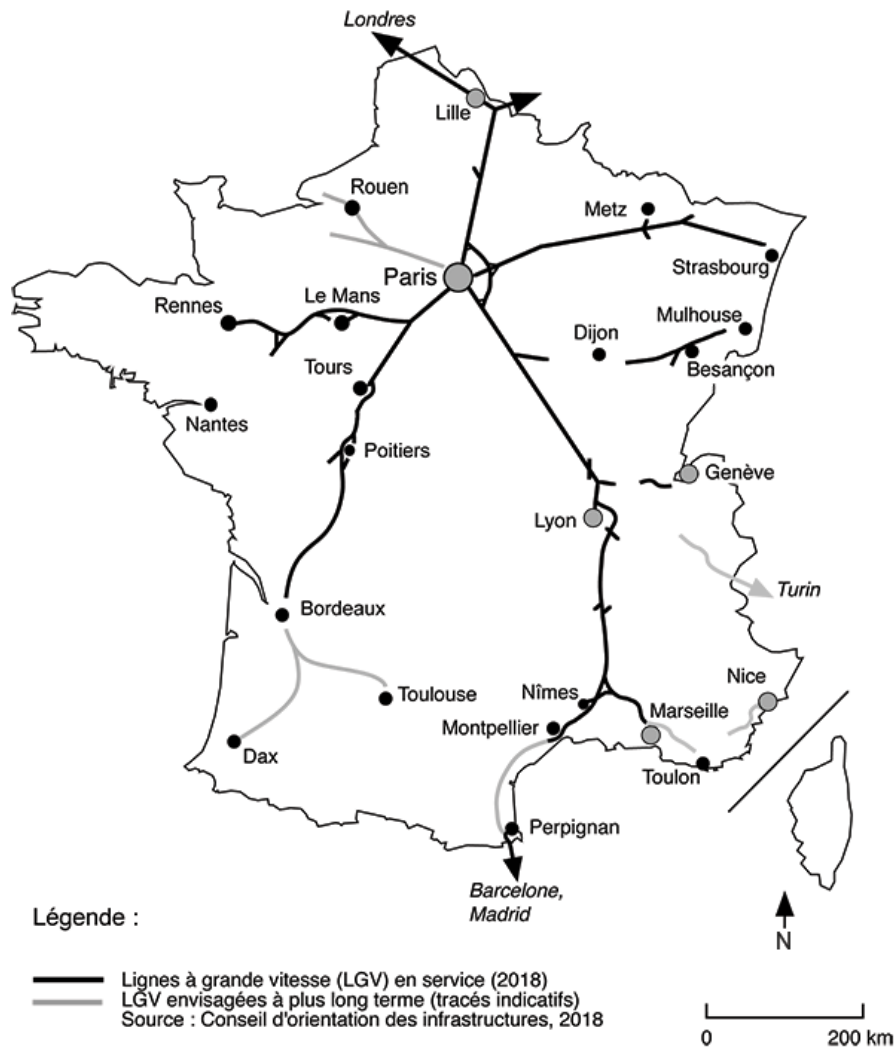 Londres
Lille
Rouen
Metz
Paris
Strasbourg
Rennes
Le Mans
Mulhouse
Dijon
Tours
Besançon
Nantes
Poitiers
Genève
Lyon
Turin
Bordeaux
Nice
Nîmes
Toulouse
Marseille
Montpellier
Dax
Toulon
Perpignan
Barcelone,
Madrid
Légende :
N
Lignes à grande vitesse (LGV) en service (2018)
LGV envisagées à plus long terme (tracés indicatifs)
Source : Conseil d'orientation des infrastructures, 2018
0 200 km